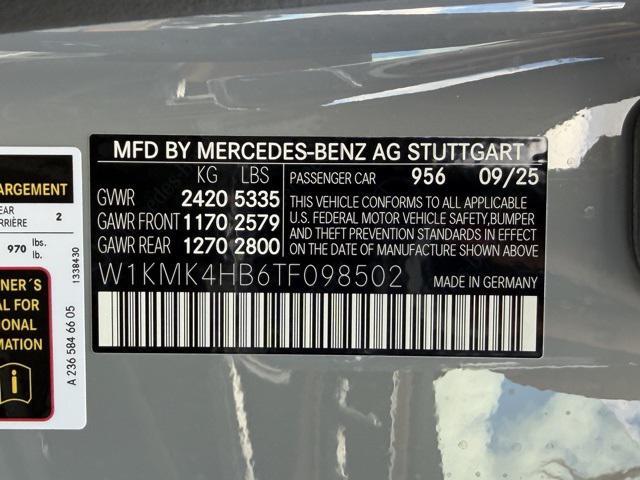 MFD BY MERCEDES-BENZ AG STUTTGART
KG LBS
GVWR 2420 5335
GAWR FRONT 1170 2579
GAWR REAR 1270 2800
PASSENGER CAR 956 09/25
THIS VEHICLE CONFORMS TO ALL APPLICABLE
U.S. FEDERAL MOTOR VEHICLE SAFETY, BUMPER
AND THEFT PREVENTION STANDARDS IN EFFECT
ON THE DATE OF MANUFACTURE SHOWN ABOVE
W1KMK4HB6TF098502
MADE IN GERMANY
1338430
A 236 584 66 05
ARGEMENT
EAR 2
RRIÈRE
970 lbs.
lb.
NER´S
AL FOR
IONAL
MATION
i